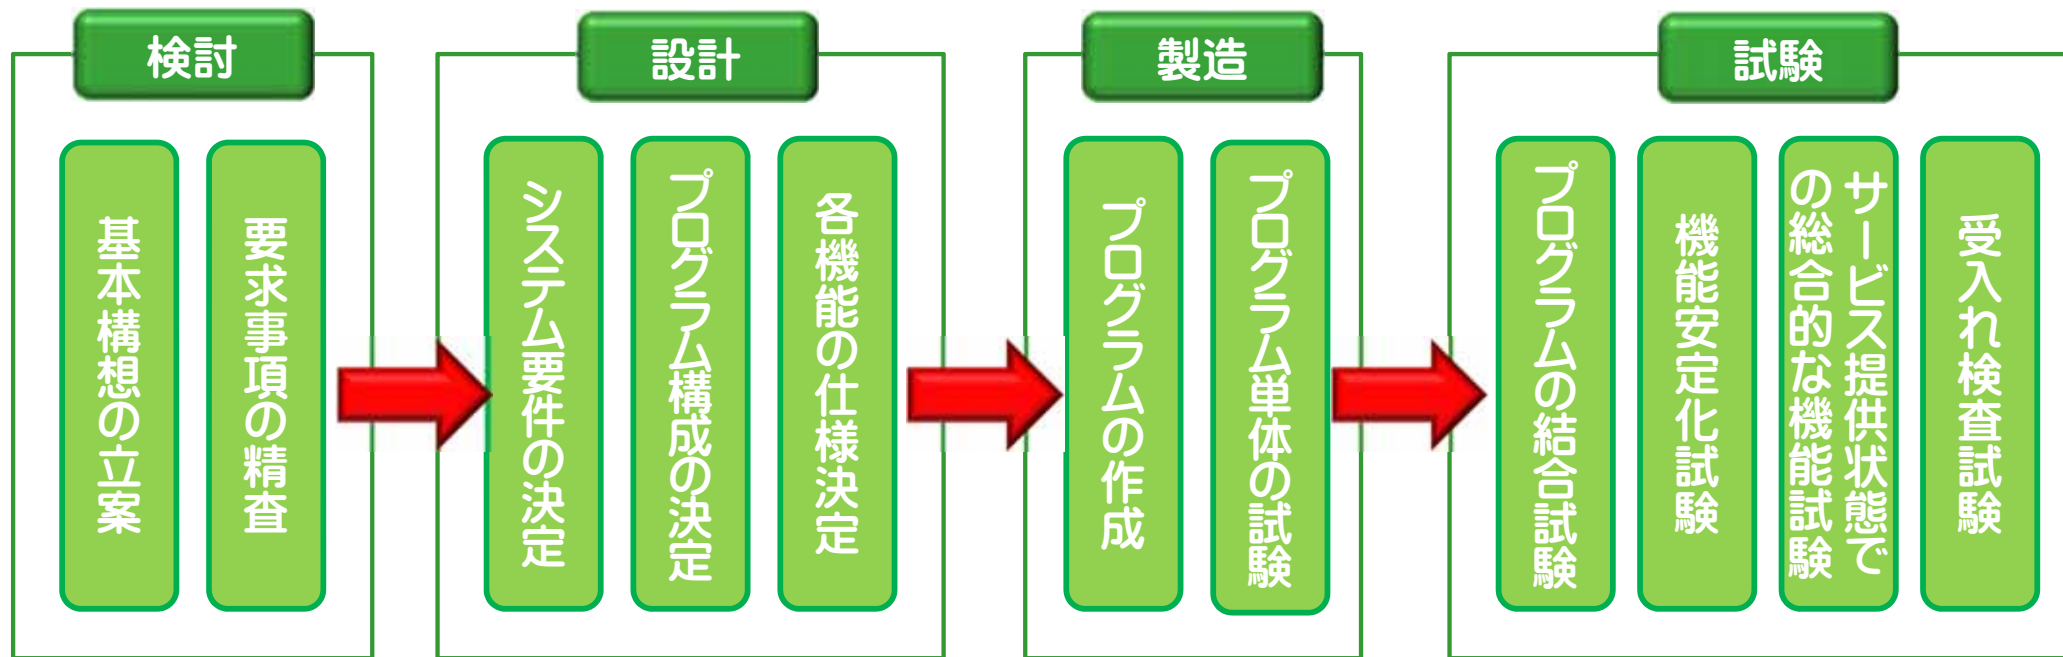 検討
基本構想の立案
要求事項の精査
設計
システム要件の決定
プログラム構成の決定
各機能の仕様決定
製造
プログラムの作成
プログラム単体の試験
試験
プログラムの結合試験
機能安定化試験
サービス提供状態で
の総合的な機能試験
受入れ検査試験